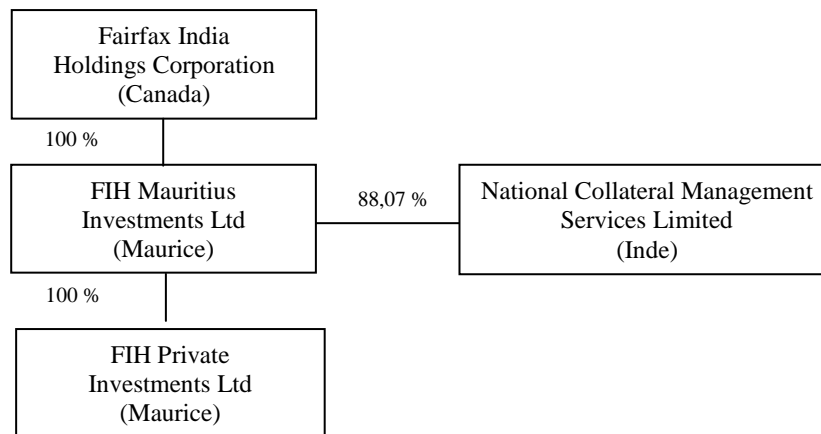 Fairfax India
Holdings Corporation
(Canada)
100 %
FIH Mauritius
Investments Ltd
(Maurice)
88,07 %
National Collateral Management
Services Limited
(Inde)
100 %
FIH Private
Investments Ltd
(Maurice)